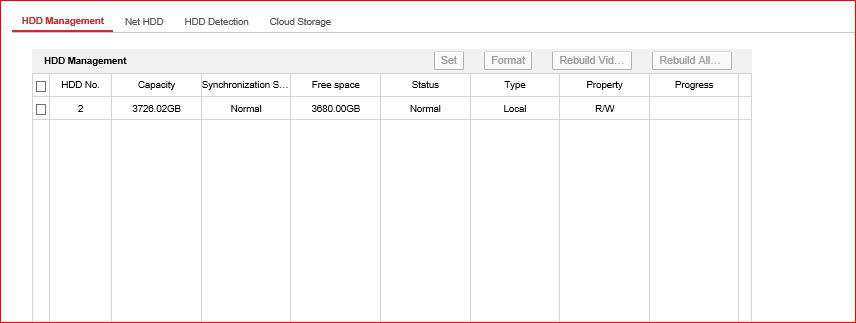 HDD Management Net HDD HDD Detection Cloud Storage
HDD Management Set Format Rebuild Vid... Rebuild All...
HDD No. Capacity Synchronization S... Free space Status Type Property Progress
2 3726.02GB Normal 3680.00GB Normal Local R/W